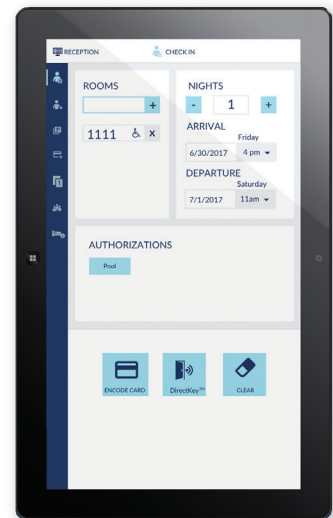 RECEPTION
CHECK IN
ROOMS
+
1111 X
NIGHTS
- 1 +
ARRIVAL
Friday
6/30/2017 4 pm
DEPARTURE
Saturday
7/1/2017 11am
AUTHORIZATIONS
Pool
ENCODE CARD
DirectKey™
CLEAR